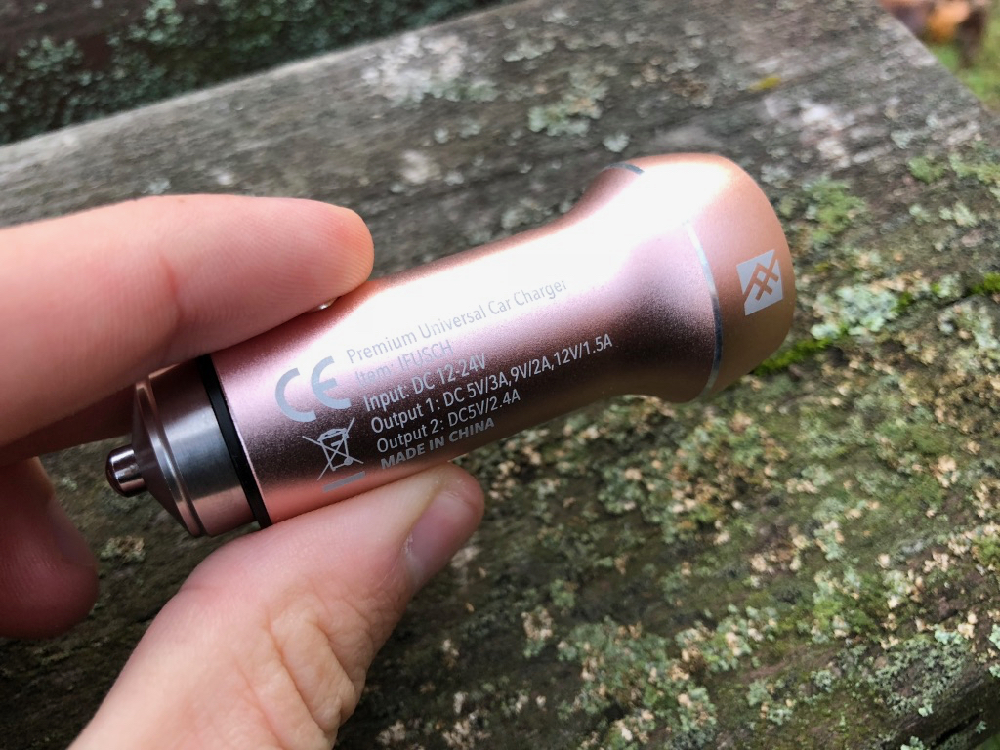 CE
Premium Universal Car Charger
Item: IFUSCH
Input: DC 12-24V
Output 1: DC 5V/3A,9V/2A,12V/1.5A
Output 2: DC5V/2.4A
MADE IN CHINA